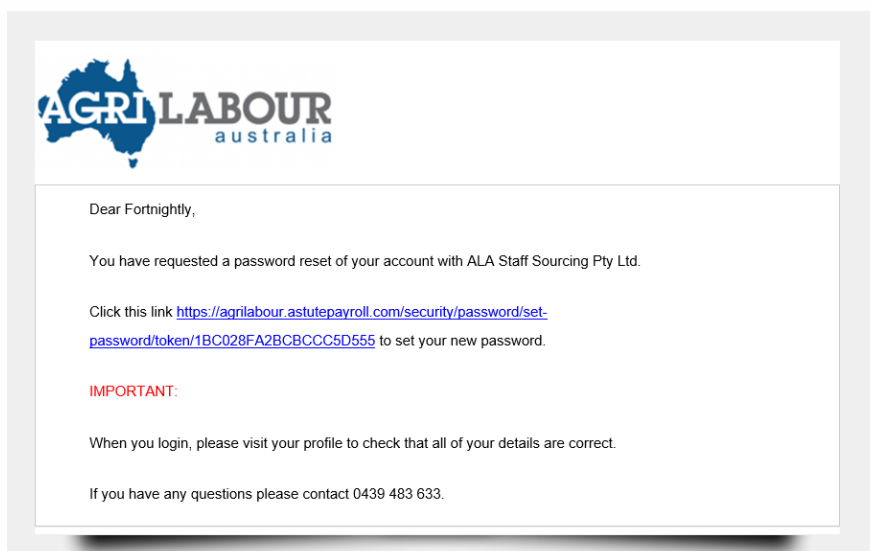 AGRI LABOUR
australia
Dear Fortnightly,
You have requested a password reset of your account with ALA Staff Sourcing Pty Ltd.
Click this link https://agrilabour.astutepayroll.com/security/password/set-
password/token/1BC028FA2BCBCCC5D555 to set your new password.
IMPORTANT:
When you login, please visit your profile to check that all of your details are correct.
If you have any questions please contact 0439 483 633.